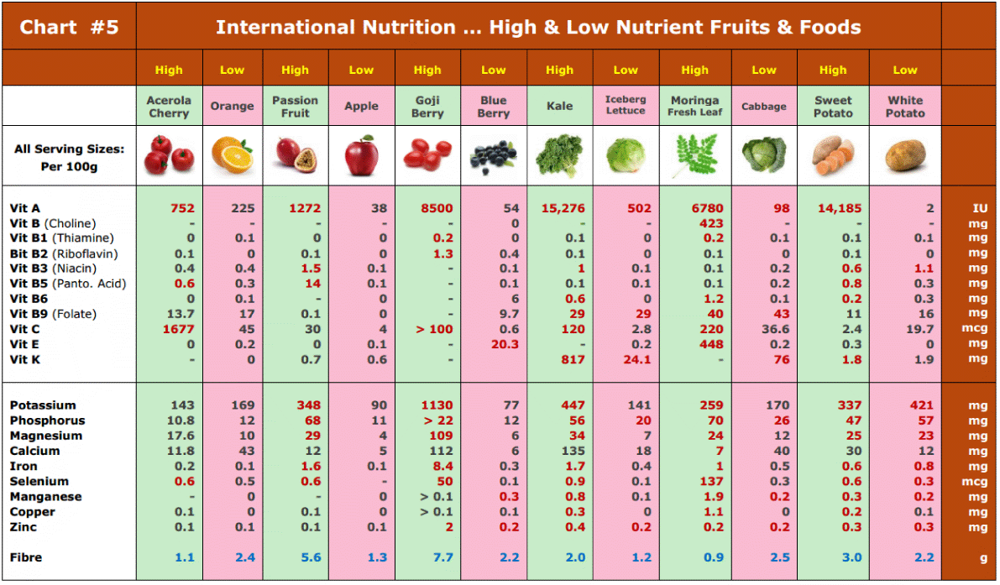 Chart #5 International Nutrition ... High & Low Nutrient Fruits & Foods
High Low High Low High Low High Low High Low High Low
Acerola Cherry Orange Passion Fruit Apple Goji Berry Blue Berry Kale Iceberg Lettuce Moringa Fresh Leaf Cabbage Sweet Potato White Potato
All Serving Sizes:
Per 100g
Vit A 752 225 1272 38 8500 54 15,276 502 6780 98 14,185 2 IU
Vit B (Choline) - - - - - 0 - - 423 - - - mg
Vit B1 (Thiamine) 0 0.1 0 0 0.2 0 0.1 0 0.2 0.1 0.1 0.1 mg
Bit B2 (Riboflavin) 0.1 0 0.1 0 1.3 0.4 0.1 0 0.1 0 0.1 0 mg
Vit B3 (Niacin) 0.4 0.4 1.5 0.1 - 0.1 1 0.1 0.1 0.2 0.6 1.1 mg
Vit B5 (Panto. Acid) 0.6 0.3 14 0.1 - 0.1 0.1 0.1 0.1 0.2 0.8 0.3 mg
Vit B6 0 0.1 - 0 - 6 0.6 0 1.2 0.1 0.2 0.3 mg
Vit B9 (Folate) 13.7 17 0.1 0 - 9.7 29 29 40 43 11 16 mg
Vit C 1677 45 30 4 > 100 0.6 120 2.8 220 36.6 2.4 19.7 mcg
Vit E 0 0.2 0 0.1 - 20.3 - 0.2 448 0.2 0.3 0 mg
Vit K - 0 0.7 0.6 - 817 24.1 - 76 1.8 1.9 mg
Potassium 143 169 348 90 1130 77 447 141 259 170 337 421 mg
Phosphorus 10.8 12 68 11 > 22 12 56 20 70 26 47 57 mg
Magnesium 17.6 10 29 4 109 6 34 7 24 12 25 23 mg
Calcium 11.8 43 12 5 112 6 135 18 7 40 30 12 mg
Iron 0.2 0.1 1.6 0.1 8.4 0.3 1.7 0.4 1 0.5 0.6 0.8 mg
Selenium 0.6 0.5 0.6 - 50 0.1 0.9 0.1 137 0.3 0.6 0.3 mcg
Manganese - 0 - 0 > 0.1 0.3 0.8 0.1 1.9 0.2 0.3 0.2 mg
Copper 0.1 0 0.1 0 > 0.1 0.1 0.3 0 1.1 0 0.2 0.1 mg
Zinc 0.1 0.1 0.1 0.1 2 0.2 0.4 0.2 0.2 0.2 0.3 0.3 mg
Fibre 1.1 2.4 5.6 1.3 7.7 2.2 2.0 1.2 0.9 2.5 3.0 2.2 g